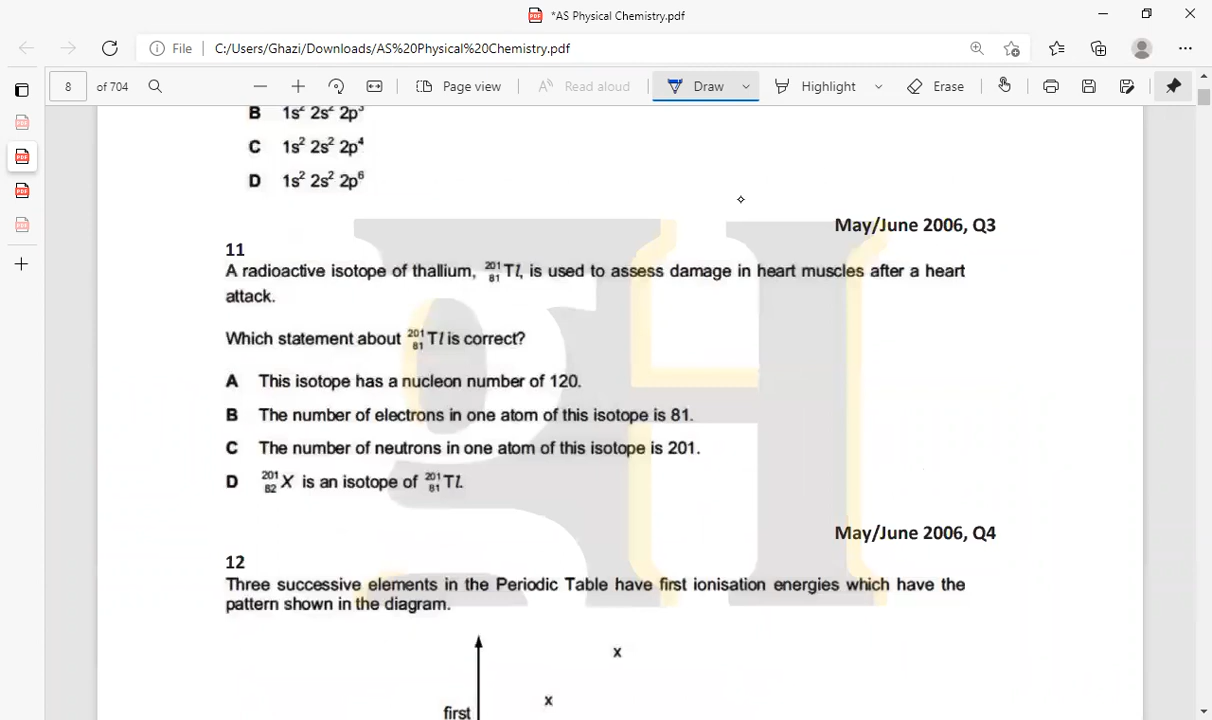 *AS Physical Chemistry.pdf
File | C:/Users/Ghazi/Downloads/AS%20Physical%20Chemistry.pdf
8 of 704 Page view Read aloud Draw Highlight Erase
B 1s² 2s² 2p³
C 1s² 2s² 2p⁴
D 1s² 2s² 2p⁶
May/June 2006, Q3
11
A radioactive isotope of thallium, ²⁰¹₈₁Tl, is used to assess damage in heart muscles after a heart
attack.
Which statement about ²⁰¹₈₁Tl is correct?
A This isotope has a nucleon number of 120.
B The number of electrons in one atom of this isotope is 81.
C The number of neutrons in one atom of this isotope is 201.
D ²⁰¹₈₂X is an isotope of ²⁰¹₈₁Tl.
May/June 2006, Q4
12
Three successive elements in the Periodic Table have first ionisation energies which have the
pattern shown in the diagram.
x
x
first